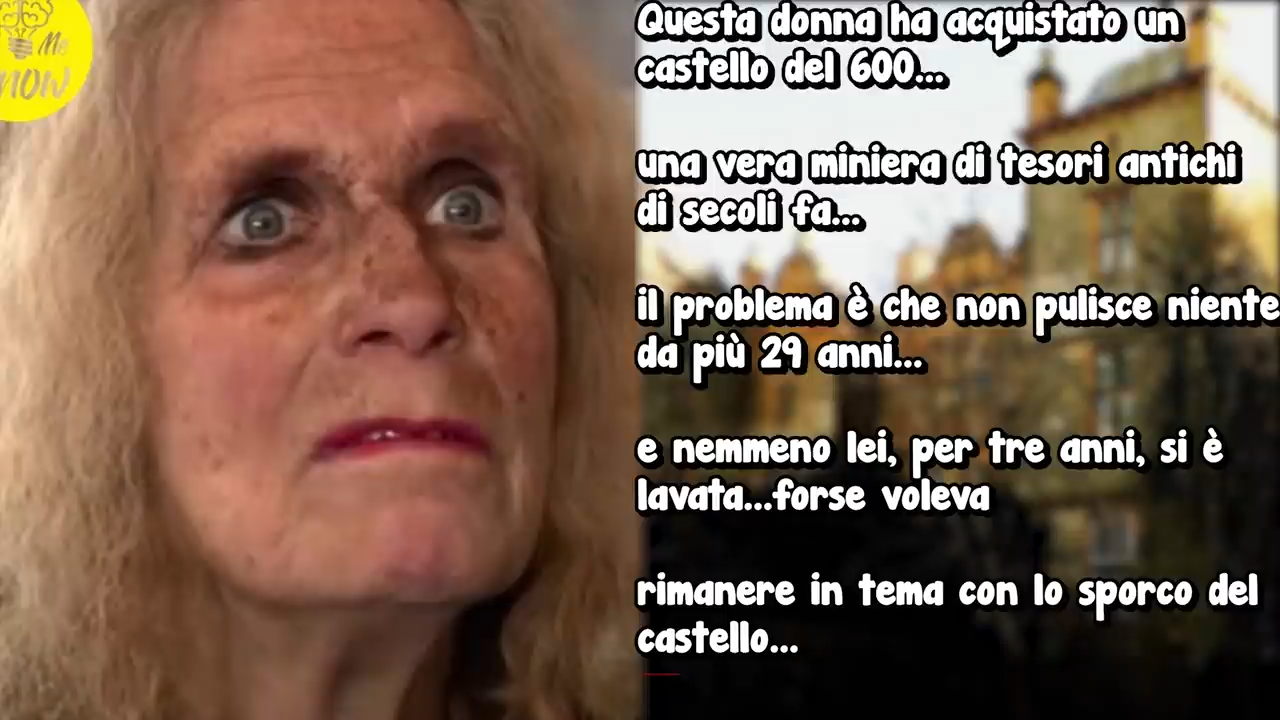 Me
now
Questa donna ha acquistato un
castello del 600...
una vera miniera di tesori antichi
di secoli fa...
il problema è che non pulisce niente
da più 29 anni...
e nemmeno lei, per tre anni, si è
lavata...forse voleva
rimanere in tema con lo sporco del
castello...